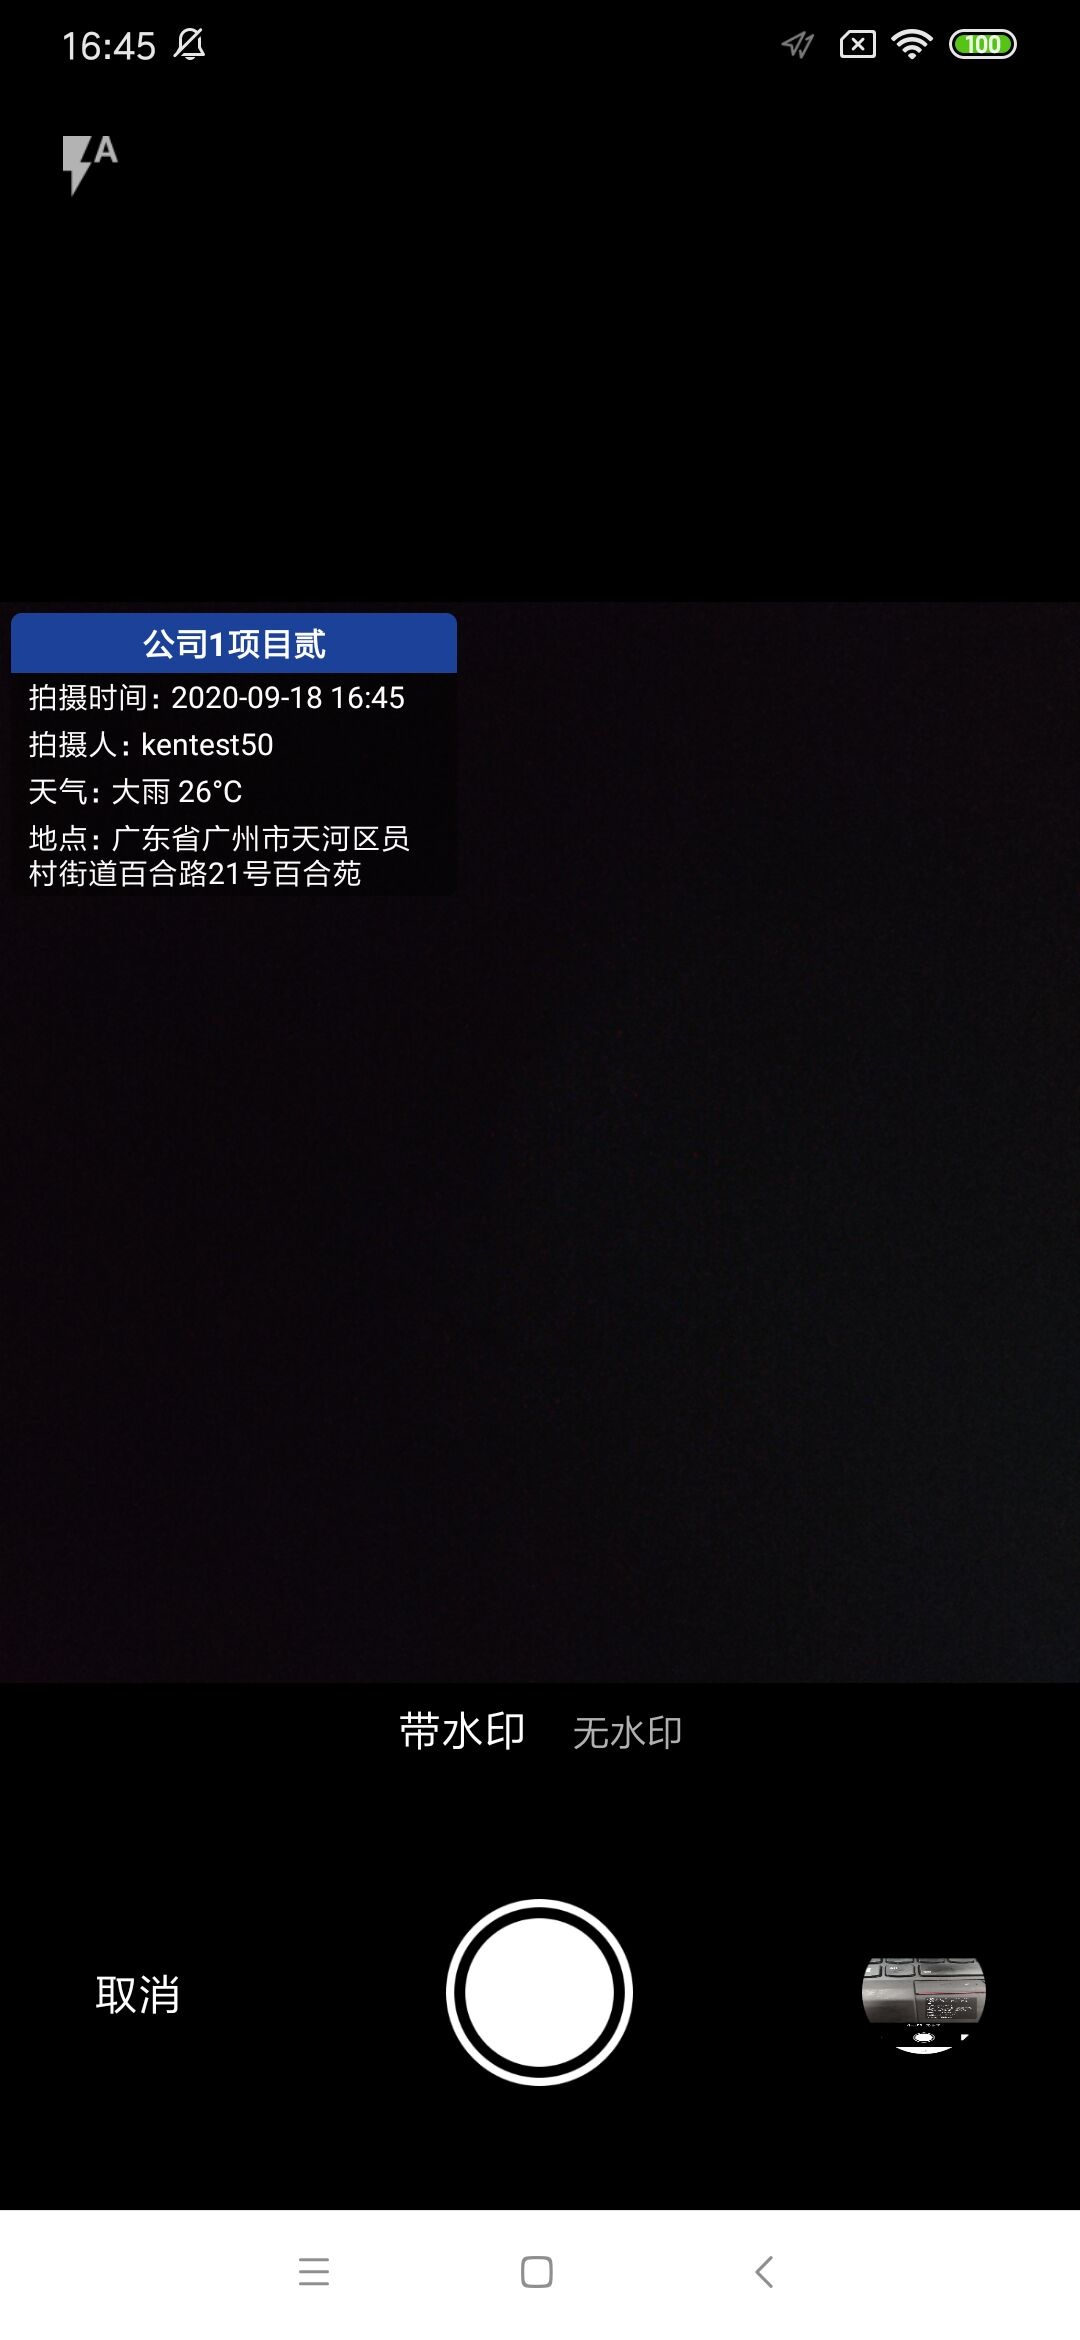 16:45
100
A
公司1项目贰
拍摄时间：2020-09-18 16:45
拍摄人：kentest50
天气：大雨 26°C
地点：广东省广州市天河区员
村街道百合路21号百合苑
带水印 无水印
取消